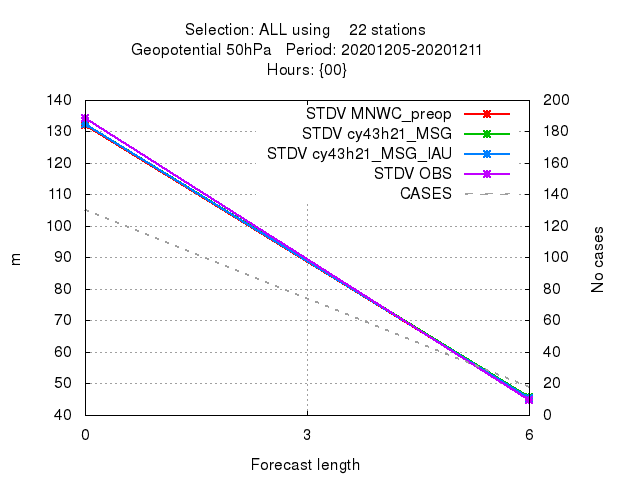 Selection: ALL using    22 stations
Geopotential 50hPa   Period: 20201205-20201211
Hours: {00}
140 200
130 180
120 160
110 140
100 120
90 100
80 80
70 60
60 40
50 20
40 0
STDV MNWC_preop
STDV cy43h21_MSG
STDV cy43h21_MSG_IAU
STDV OBS
CASES
m
No cases
0 3 6
Forecast length